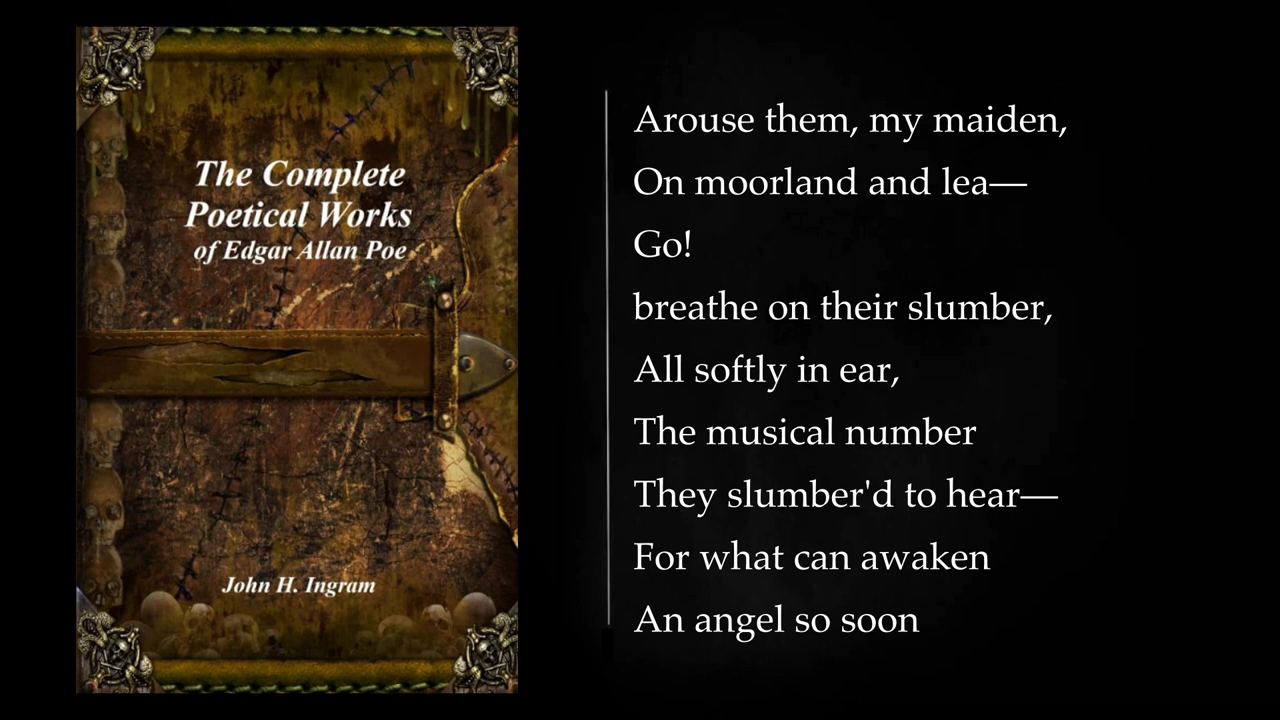 The Complete
Poetical Works
of Edgar Allan Poe
John H. Ingram
Arouse them, my maiden,
On moorland and lea—
Go!
breathe on their slumber,
All softly in ear,
The musical number
They slumber'd to hear—
For what can awaken
An angel so soon